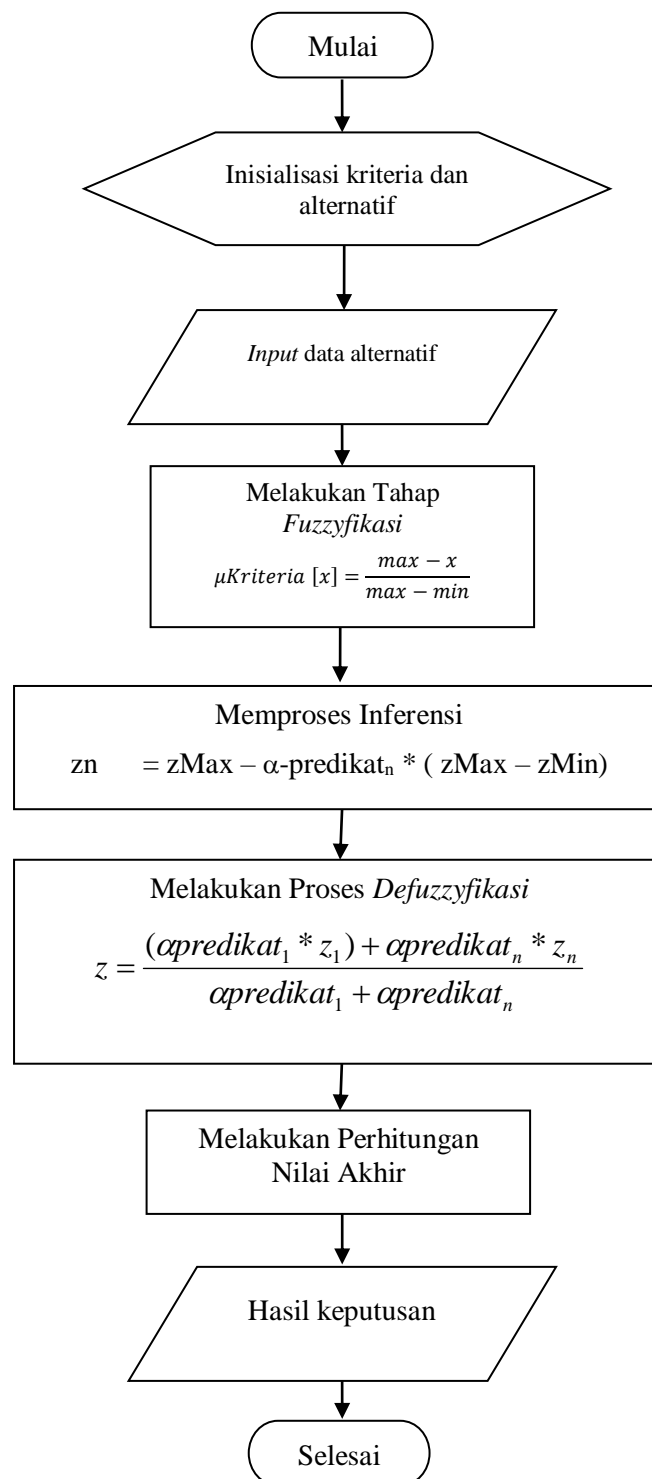 Mulai
Inisialisasi kriteria dan
alternatif
Input data alternatif
Melakukan Tahap
Fuzzyfikasi
μKriteria [x] = (max − x) / (max − min)
Memproses Inferensi
zn = zMax – α-predikatₙ * ( zMax – zMin)
Melakukan Proses Defuzzyfikasi
z = ((αpredikat₁ * z₁) + αpredikatₙ * zₙ) / (αpredikat₁ + αpredikatₙ)
Melakukan Perhitungan
Nilai Akhir
Hasil keputusan
Selesai